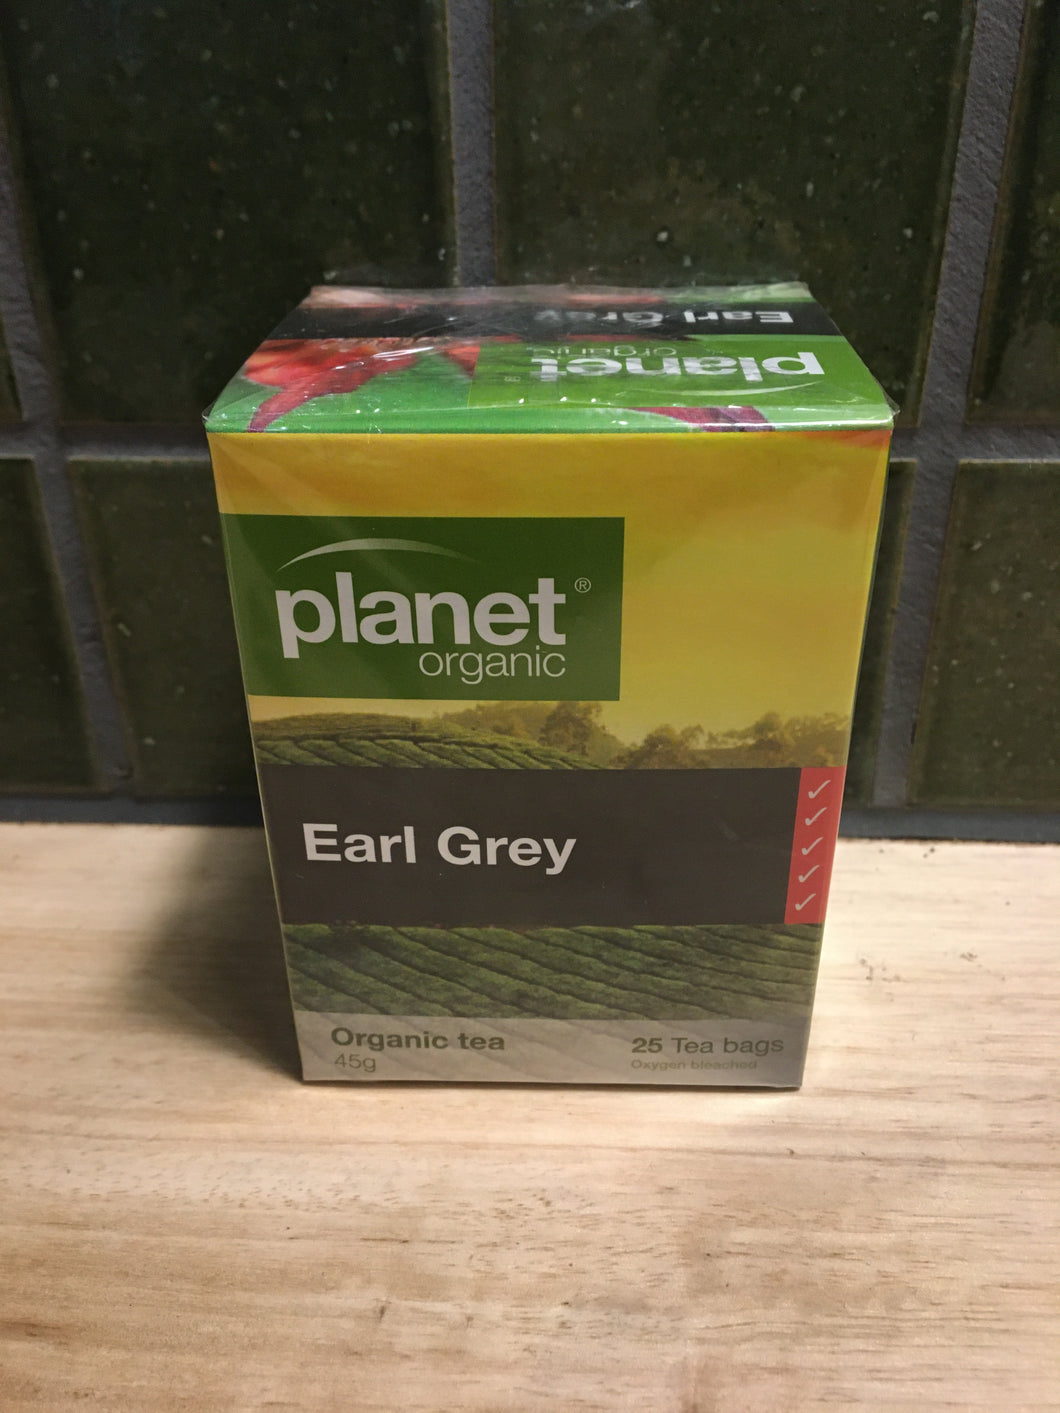 Earl Grey
planet
organic
planet®
organic
Earl Grey
Organic tea
45g
25 Tea bags
Oxygen bleached